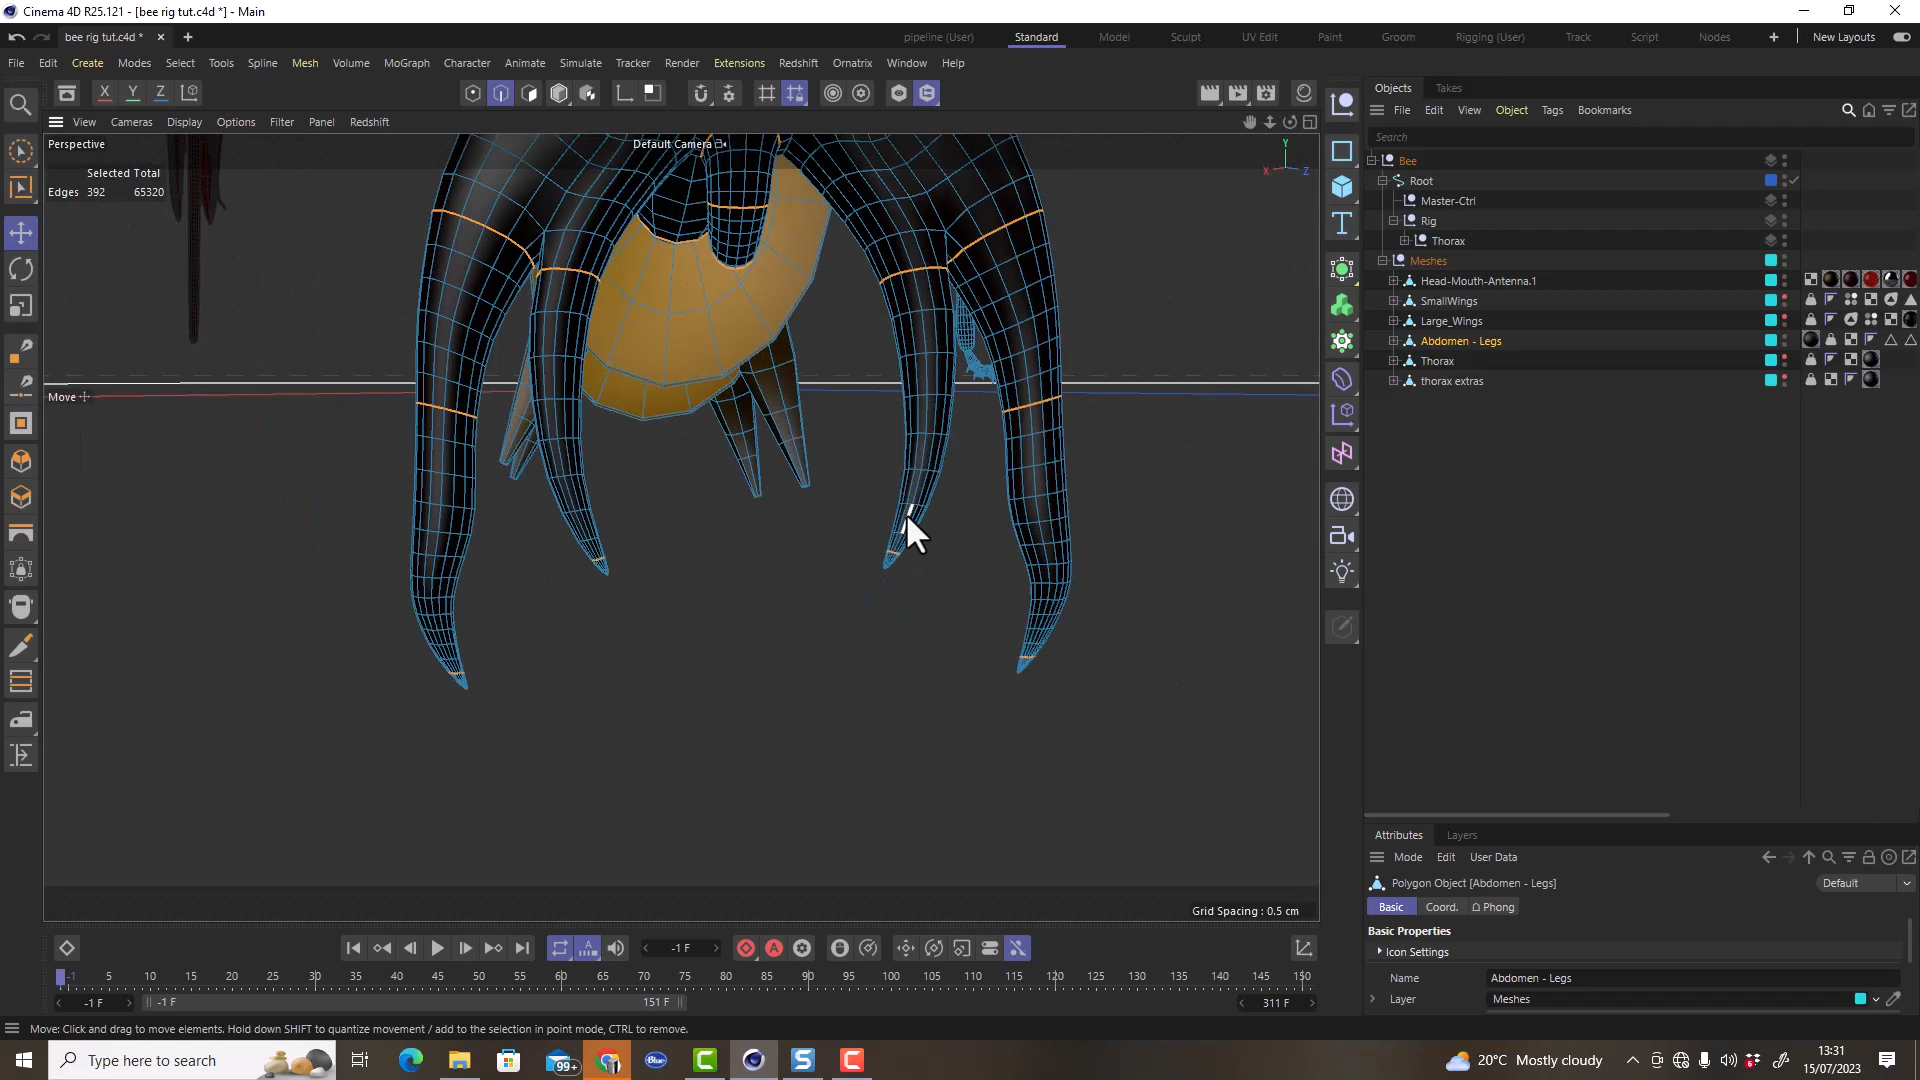 Cinema 4D R25.121 - [bee rig tut.c4d *] - Main
bee rig tut.c4d *
pipeline (User) Standard Model Sculpt UV Edit Paint Groom Rigging (User) Track Script Nodes New Layouts
File Edit Create Modes Select Tools Spline Mesh Volume MoGraph Character Animate Simulate Tracker Render Extensions Redshift Ornatrix Window Help
X Y Z
Objects Takes
File Edit View Object Tags Bookmarks
View Cameras Display Options Filter Panel Redshift
Search
Perspective
Default Camera
Y
X Z
Selected Total
Edges 392 65320
Move
Bee
Root
Master-Ctrl
Rig
Thorax
Meshes
Head-Mouth-Antenna.1
SmallWings
Large_Wings
Abdomen - Legs
Thorax
thorax extras
Grid Spacing : 0.5 cm
Attributes Layers
Mode Edit User Data
Polygon Object [Abdomen - Legs]
Default
Basic Coord. Phong
Basic Properties
Icon Settings
Name Abdomen - Legs
Layer Meshes
-1 F
-1 5 10 15 20 25 30 35 40 45 50 55 60 65 70 75 80 85 90 95 100 105 110 115 120 125 130 135 140 145 150
-1 F -1 F 151 F 311 F
Move: Click and drag to move elements. Hold down SHIFT to quantize movement / add to the selection in point mode, CTRL to remove.
Type here to search
99+
20°C Mostly cloudy
13:31
15/07/2023